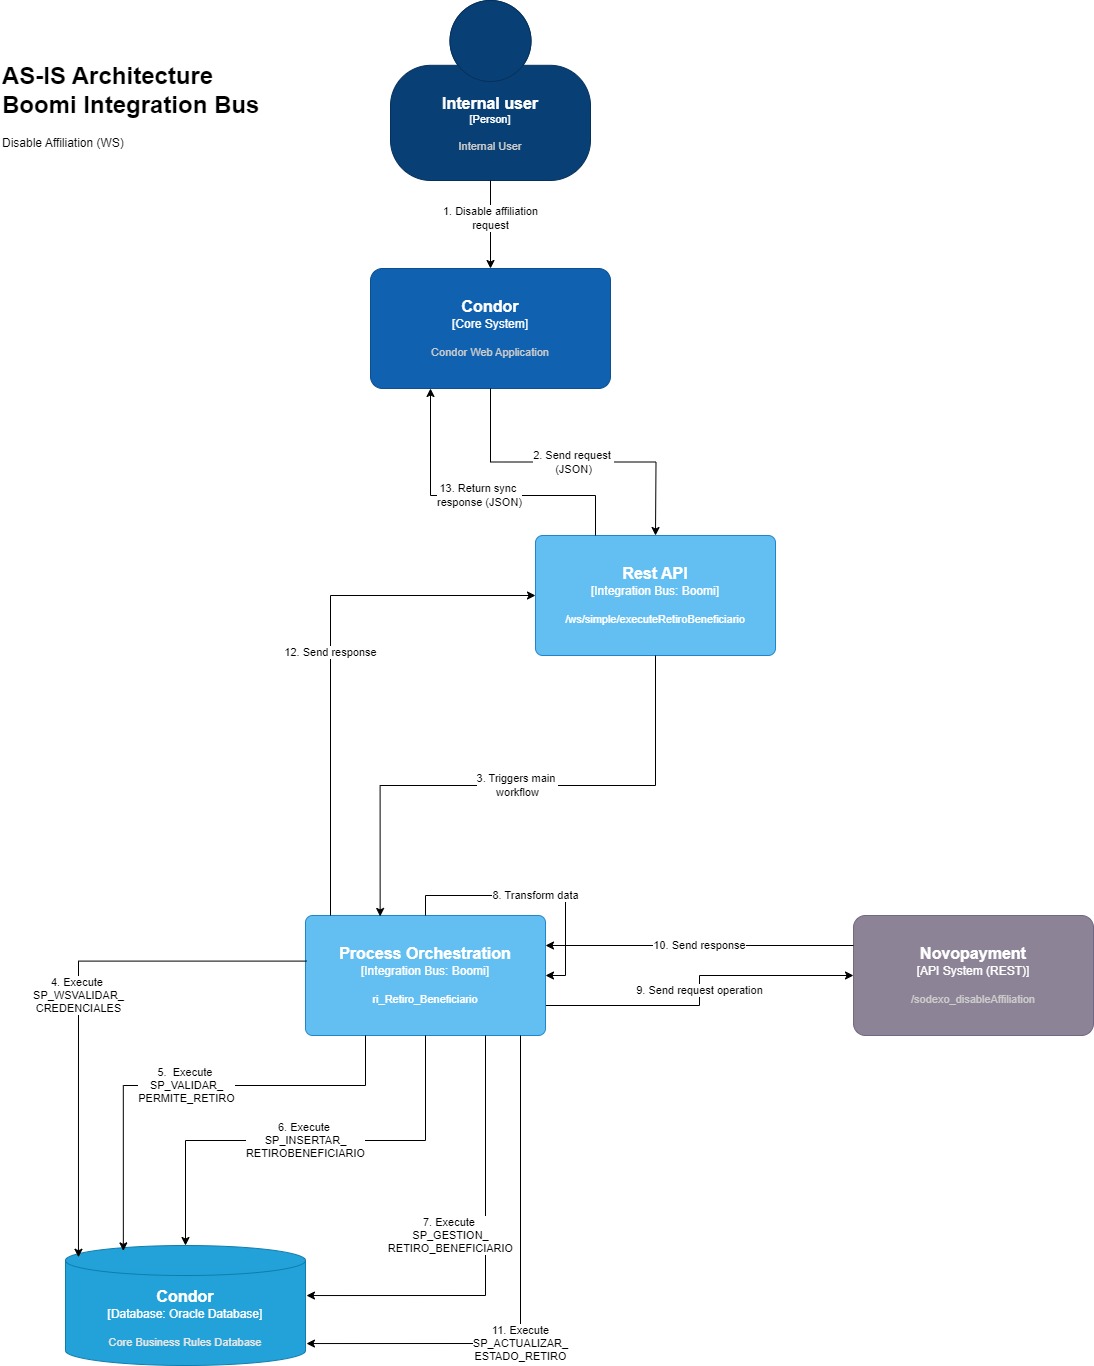 AS-IS Architecture
Boomi Integration Bus
Disable Affiliation (WS)
Internal user
[Person]
Internal User
1. Disable affiliation
request
Condor
[Core System]
Condor Web Application
2. Send request
(JSON)
13. Return sync
response (JSON)
Rest API
[Integration Bus: Boomi]
/ws/simple/executeRetiroBeneficiario
12. Send response
3. Triggers main
workflow
8. Transform data
Process Orchestration
[Integration Bus: Boomi]
ri_Retiro_Beneficiario
10. Send response
9. Send request operation
Novopayment
[API System (REST)]
/sodexo_disableAffiliation
4. Execute
SP_WSVALIDAR_
CREDENCIALES
5. Execute
SP_VALIDAR_
PERMITE_RETIRO
6. Execute
SP_INSERTAR_
RETIROBENEFICIARIO
7. Execute
SP_GESTION_
RETIRO_BENEFICIARIO
11. Execute
SP_ACTUALIZAR_
ESTADO_RETIRO
Condor
[Database: Oracle Database]
Core Business Rules Database